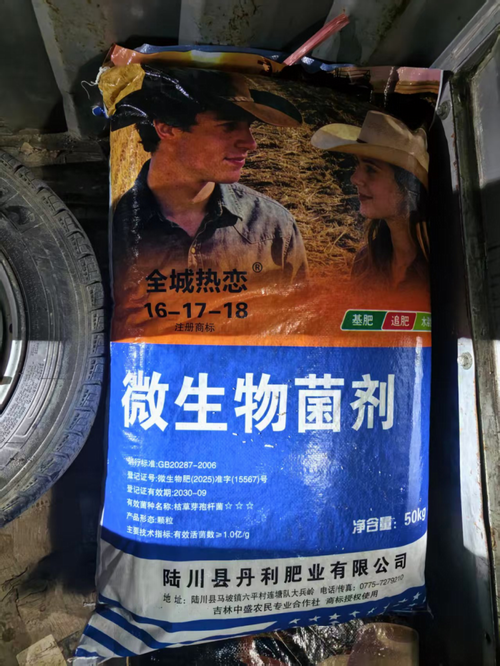 全城热恋®
16-17-18
注册商标
基肥 追肥
微生物菌剂
执行标准:GB20287-2006
登记证号:微生物肥(2025)准字(15567)号
登记证有效期:2030-09
有效菌种名称:枯草芽孢杆菌☆☆☆
产品形态:颗粒
主要技术指标:有效活菌数≥1.0亿/g
净含量: 50kg
陆川县丹利肥业有限公司
地 址: 陆川县马坡镇六平村连塘队大兵岭 电话/传真: 0775-7279210
吉林中盛农民专业合作社 商标授权使用